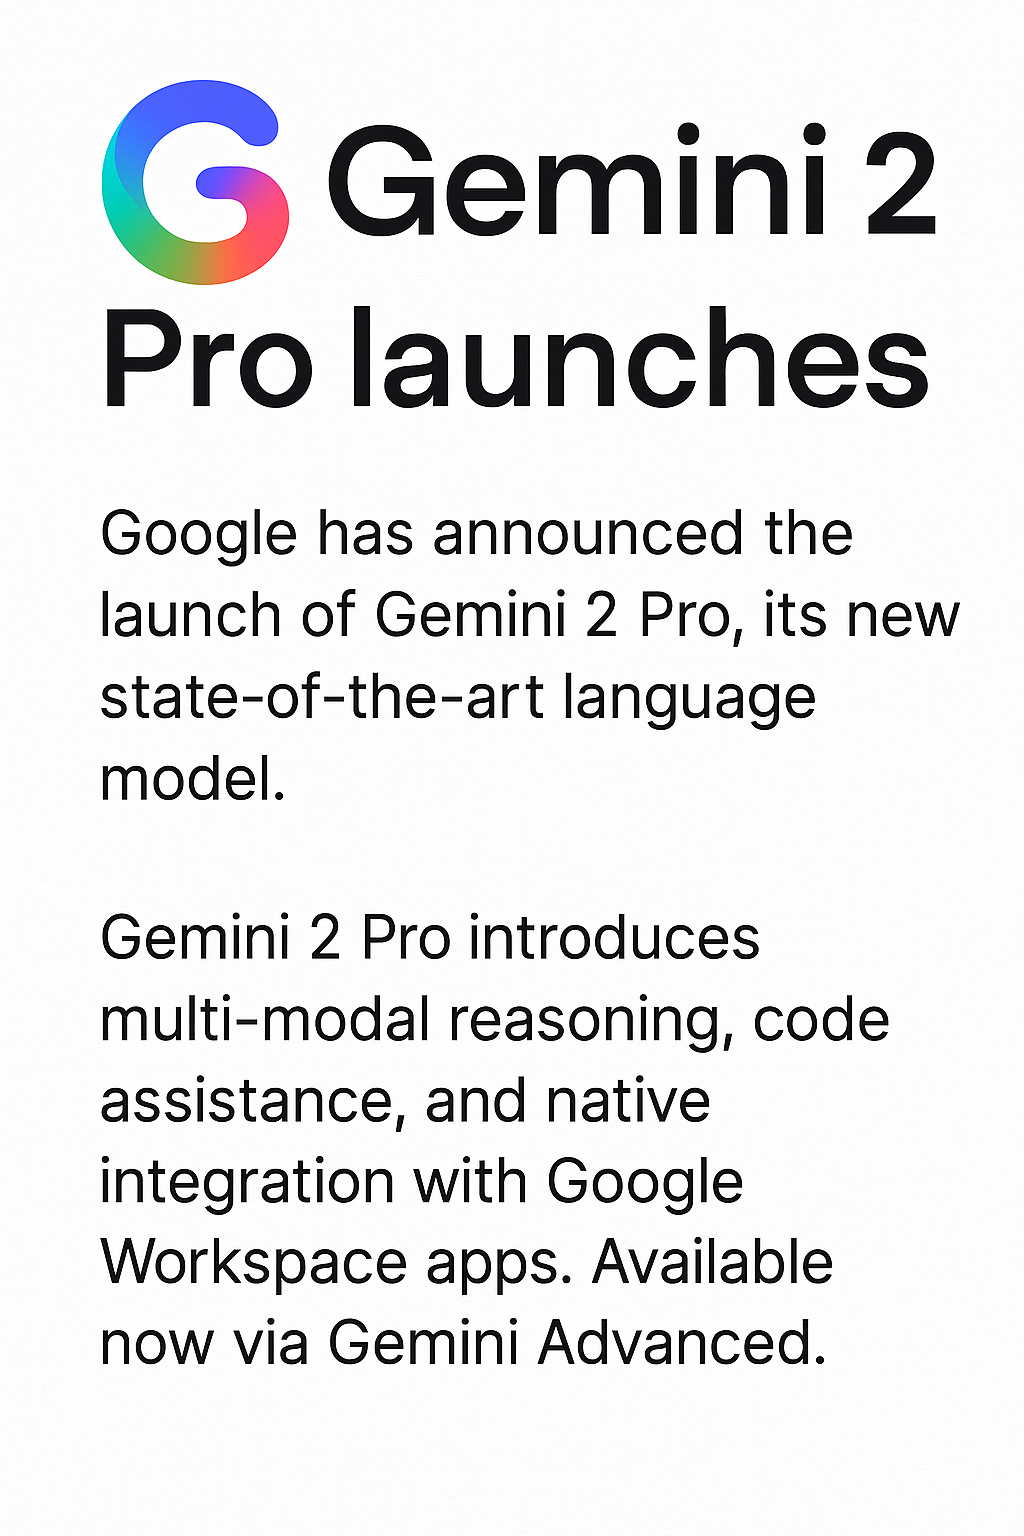 Gemini 2
Pro launches
Google has announced the
launch of Gemini 2 Pro, its new
state-of-the-art language
model.
Gemini 2 Pro introduces
multi-modal reasoning, code
assistance, and native
integration with Google
Workspace apps. Available
now via Gemini Advanced.